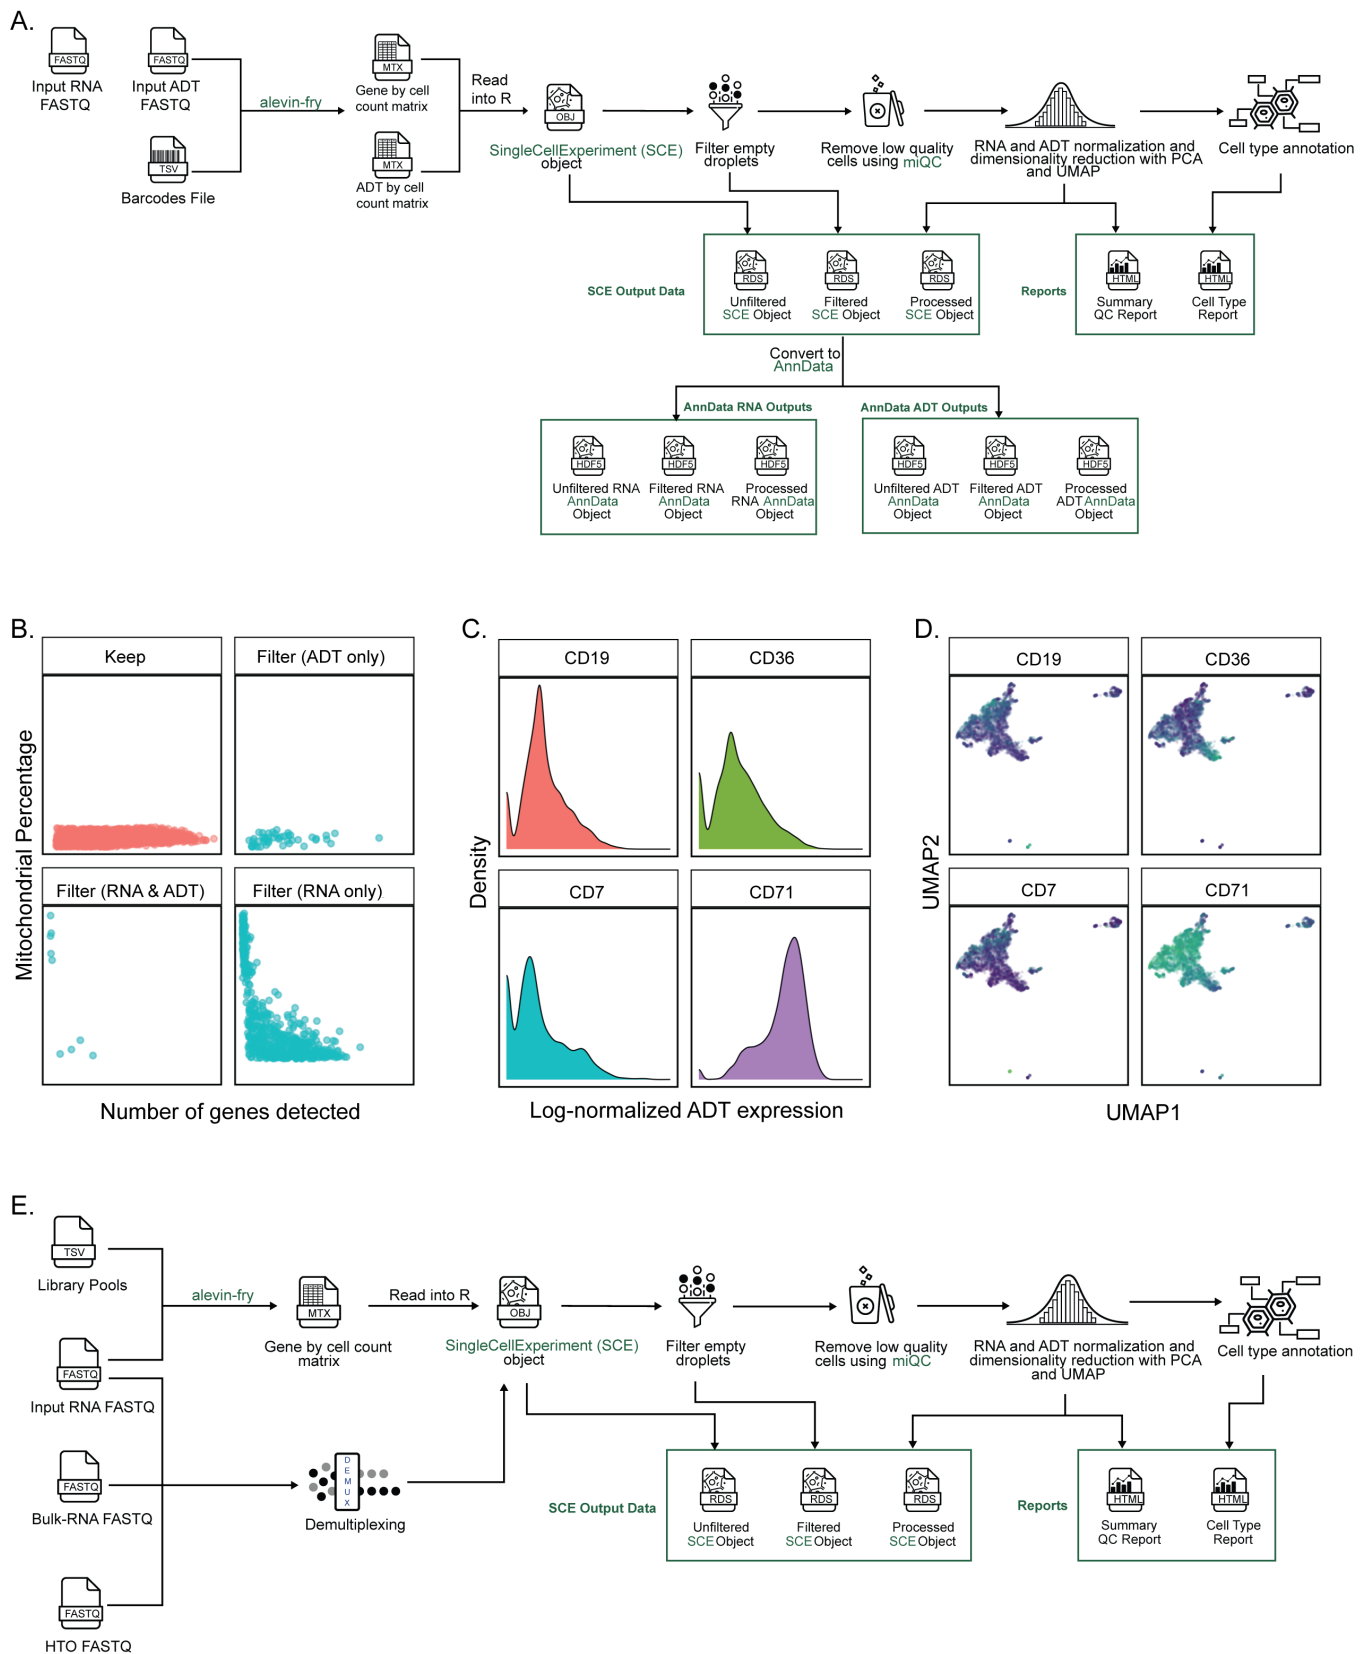 A.
FASTQ
Input RNA
FASTQ
FASTQ
Input ADT
FASTQ
TSV
Barcodes File
alevin-fry
MTX
Gene by cell
count matrix
MTX
ADT by cell
count matrix
Read
into R
OBJ
SingleCellExperiment (SCE)
object
Filter empty
droplets
Remove low quality
cells using miQC
RNA and ADT normalization and
dimensionality reduction with PCA
and UMAP
Cell type annotation
SCE Output Data
RDS
Unfiltered
SCE Object
RDS
Filtered
SCE Object
RDS
Processed
SCE Object
Reports
HTML
Summary
QC Report
HTML
Cell Type
Report
Convert to
AnnData
AnnData RNA Outputs
HDF5
Unfiltered RNA
AnnData
Object
HDF5
Filtered RNA
AnnData
Object
HDF5
Processed
RNA AnnData
Object
AnnData ADT Outputs
HDF5
Unfiltered ADT
AnnData
Object
HDF5
Filtered ADT
AnnData
Object
HDF5
Processed
ADT AnnData
Object
B.
Keep
Filter (ADT only)
Filter (RNA & ADT)
Filter (RNA only)
Mitochondrial Percentage
Number of genes detected
C.
CD19
CD36
CD7
CD71
Density
Log-normalized ADT expression
D.
CD19
CD36
CD7
CD71
UMAP2
UMAP1
E.
TSV
Library Pools
FASTQ
Input RNA FASTQ
FASTQ
Bulk-RNA FASTQ
FASTQ
HTO FASTQ
alevin-fry
MTX
Gene by cell count
matrix
DEMUX
Demultiplexing
Read into R
OBJ
SingleCellExperiment (SCE)
object
Filter empty
droplets
Remove low quality
cells using miQC
RNA and ADT normalization and
dimensionality reduction with PCA
and UMAP
Cell type annotation
SCE Output Data
RDS
Unfiltered
SCE Object
RDS
Filtered
SCE Object
RDS
Processed
SCE Object
Reports
HTML
Summary
QC Report
HTML
Cell Type
Report